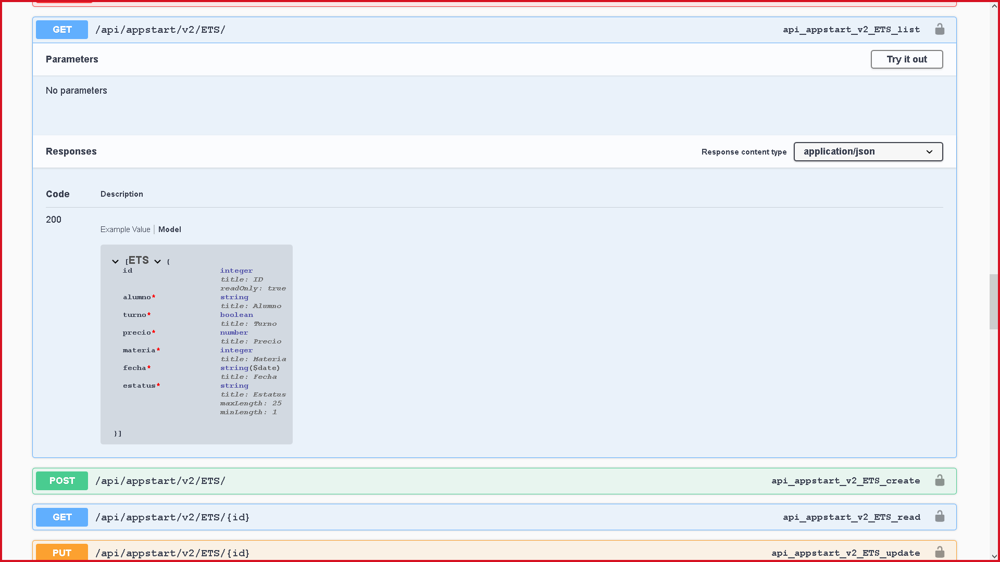 GET /api/appstart/v2/ETS/ api_appstart_v2_ETS_list
Parameters Try it out
No parameters
Responses Response content type application/json
Code Description
200
Example Value Model
[ETS {
id integer
title: ID
readOnly: true
alumno* string
title: Alumno
turno* boolean
title: Turno
precio* number
title: Precio
materia* integer
title: Materia
fecha* string($date)
title: Fecha
estatus* string
title: Estatus
maxLength: 25
minLength: 1
}]
POST /api/appstart/v2/ETS/ api_appstart_v2_ETS_create
GET /api/appstart/v2/ETS/{id} api_appstart_v2_ETS_read
PUT /api/appstart/v2/ETS/{id} api_appstart_v2_ETS_update